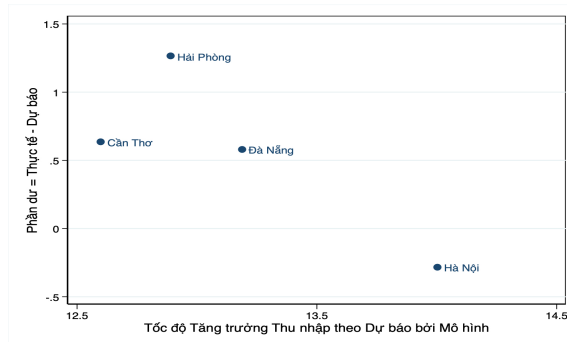 1.5
Hải Phòng
1
Cần Thơ
Đà Nẵng
.5
0
Hà Nội
-.5
12.5
13.5
14.5
Phần dư = Thực tế - Dự báo
Tốc độ Tăng trưởng Thu nhập theo Dự báo bởi Mô hình